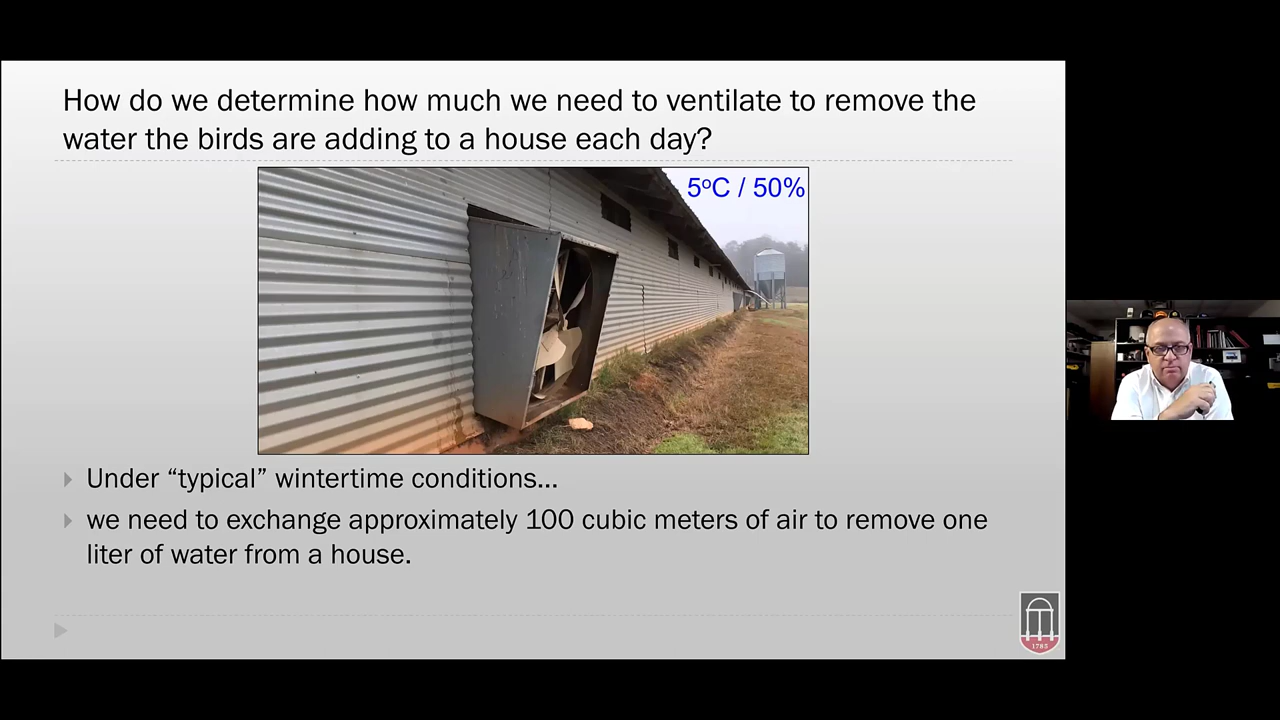 How do we determine how much we need to ventilate to remove the
water the birds are adding to a house each day?
5°C / 50%
Under “typical” wintertime conditions...
we need to exchange approximately 100 cubic meters of air to remove one
liter of water from a house.
1785